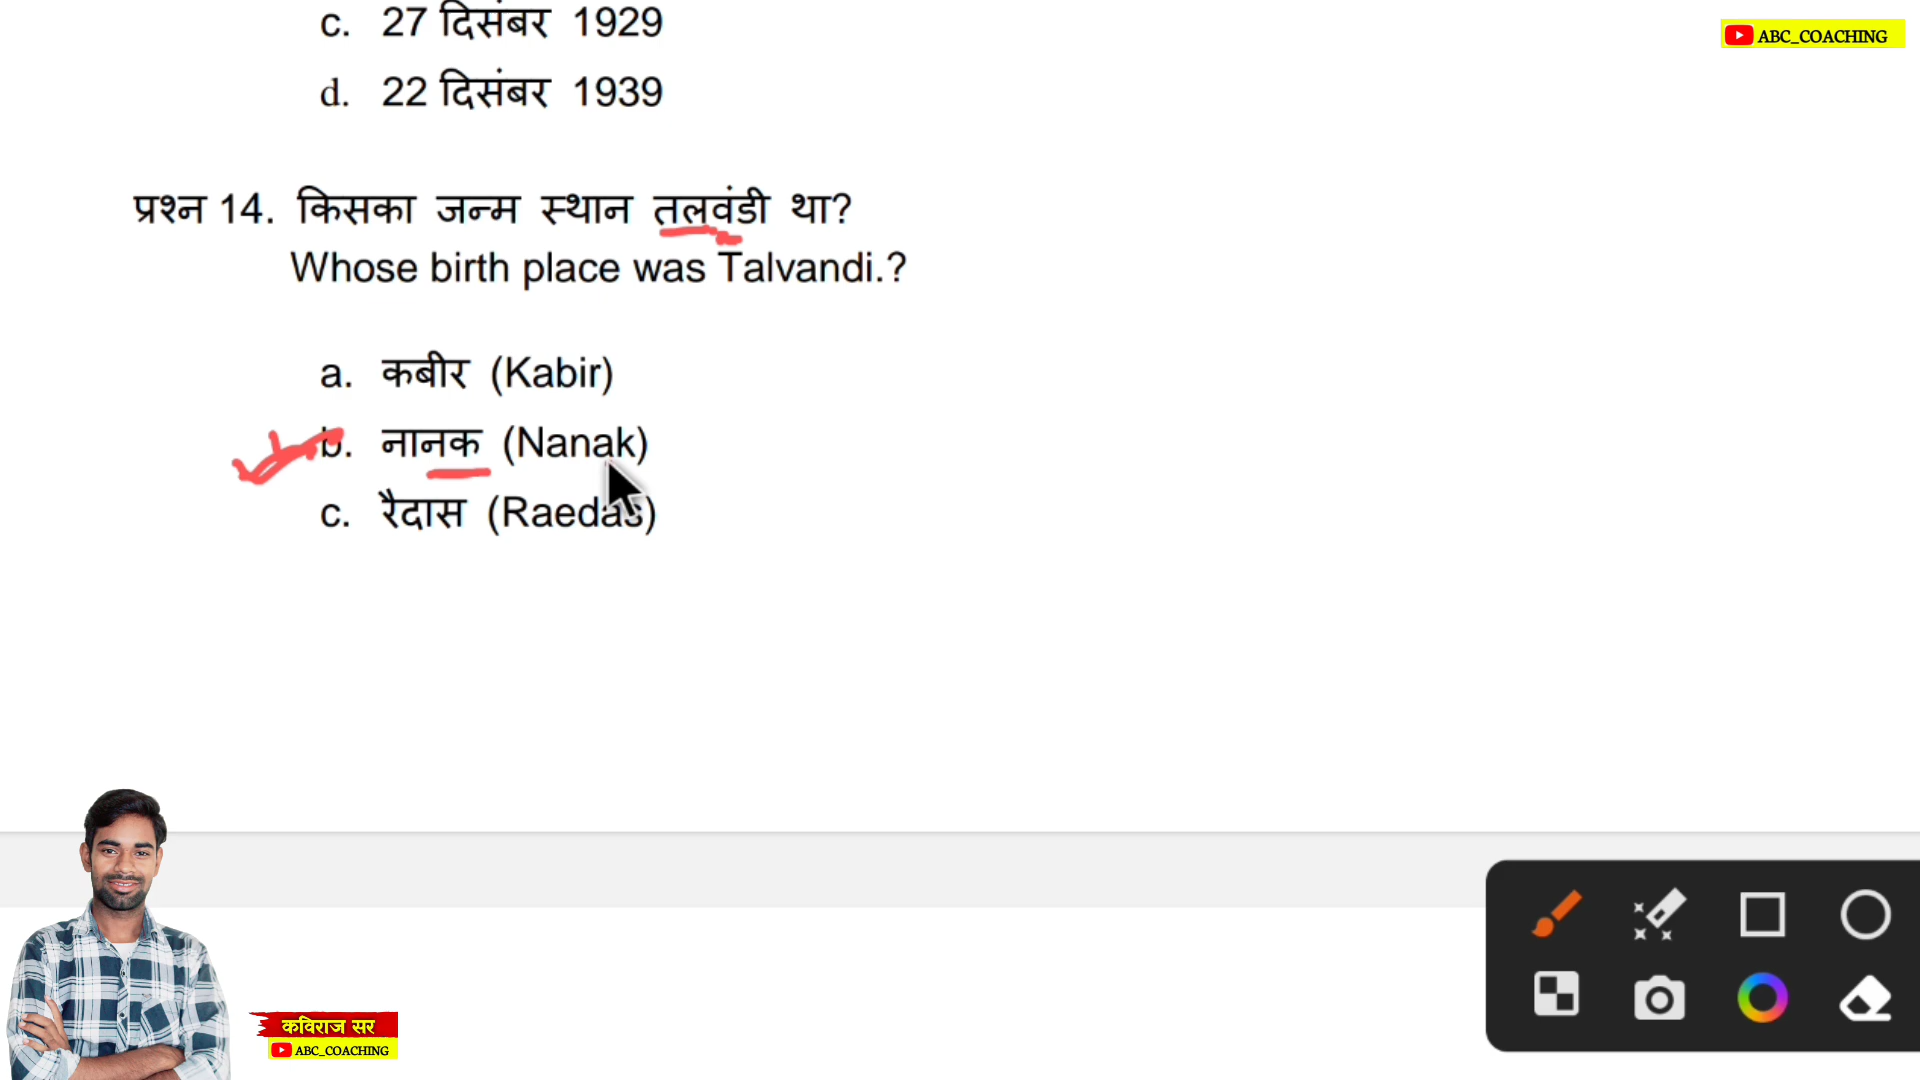 c. 27 दिसंबर 1929
ABC_COACHING
d. 22 दिसंबर 1939
प्रश्न 14. किसका जन्म स्थान तलवंडी था?
Whose birth place was Talvandi.?
a. कबीर (Kabir)
b. नानक (Nanak)
c. रैदास (Raedas)
कविराज सर
ABC_COACHING